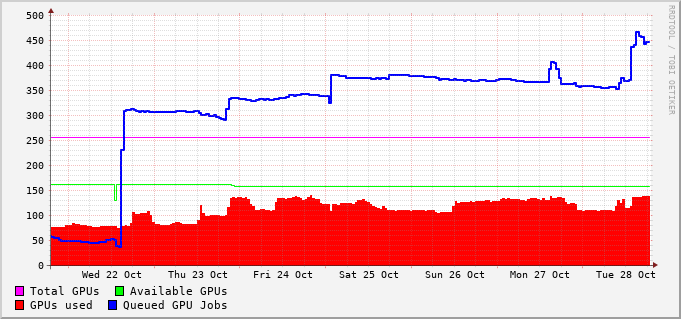 500
450
400
350
300
250
200
150
100
50
0
Wed 22 Oct Thu 23 Oct Fri 24 Oct Sat 25 Oct Sun 26 Oct Mon 27 Oct Tue 28 Oct
Total GPUs Available GPUs
GPUs used Queued GPU Jobs
RRDTOOL / TOBI OETIKER